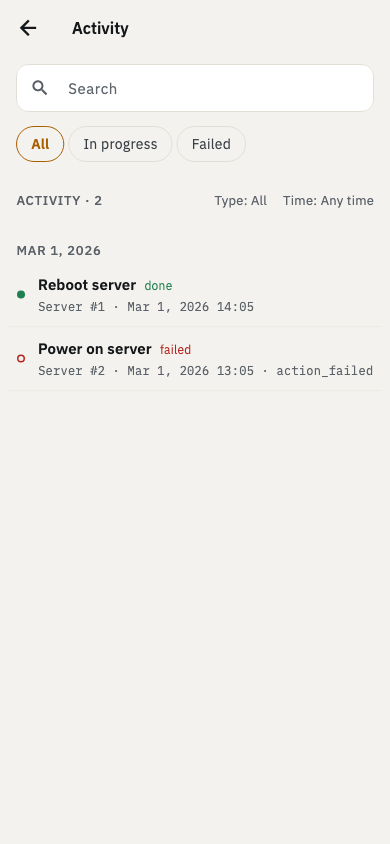 Activity
Search
All In progress Failed
ACTIVITY · 2 Type: All Time: Any time
MAR 1, 2026
Reboot server done
Server #1 · Mar 1, 2026 14:05
Power on server failed
Server #2 · Mar 1, 2026 13:05 · action_failed